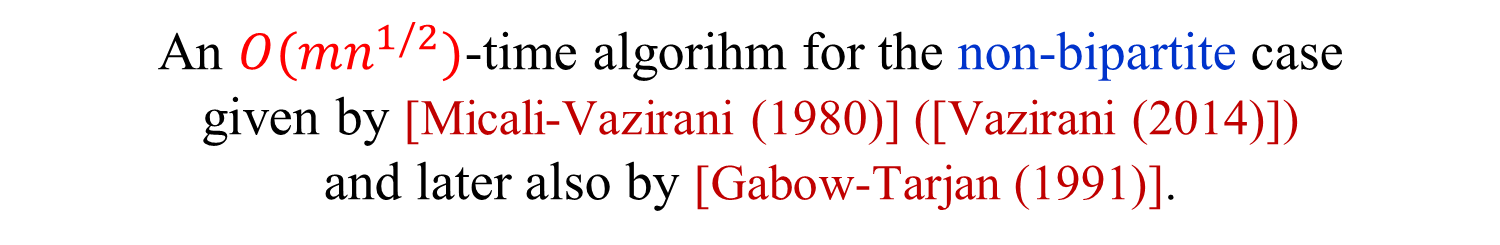 An 𝑂(𝑚𝑛^{1/2})-time algorihm for the non-bipartite case
given by [Micali-Vazirani (1980)] ([Vazirani (2014)])
and later also by [Gabow-Tarjan (1991)].